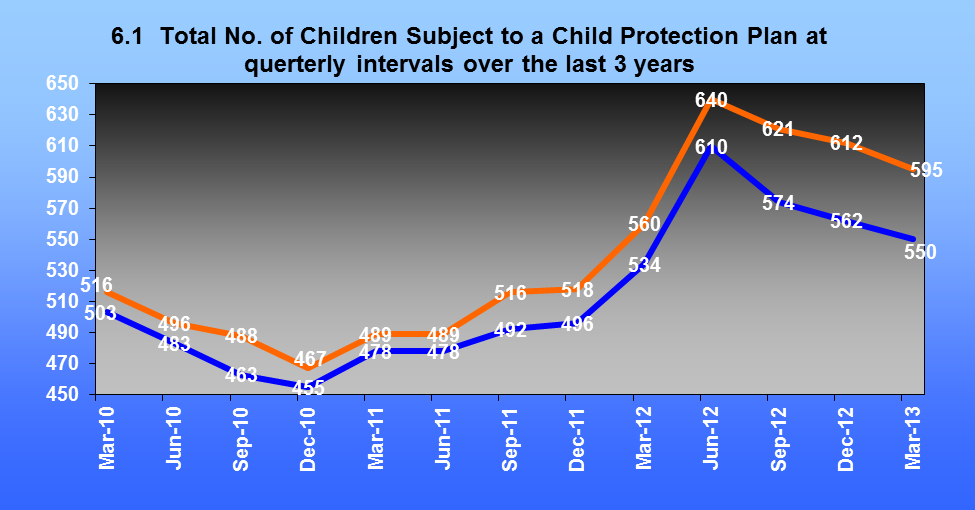 6.1 Total No. of Children Subject to a Child Protection Plan at
querterly intervals over the last 3 years
650
630
610
590
570
550
530
510
490
470
450
516
496
488
467
489
489
516
518
560
640
621
612
595
503
483
463
455
478
478
492
496
534
610
574
562
550
Mar-10
Jun-10
Sep-10
Dec-10
Mar-11
Jun-11
Sep-11
Dec-11
Mar-12
Jun-12
Sep-12
Dec-12
Mar-13